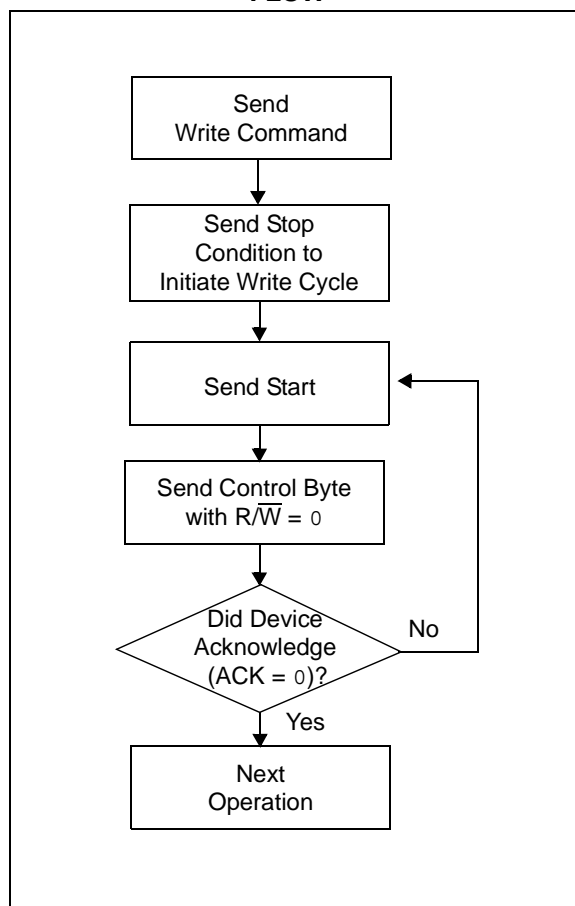 Send
Write Command
Send Stop
Condition to
Initiate Write Cycle
Send Start
Send Control Byte
with R/W̅ = 0
Did Device
Acknowledge
(ACK = 0)?
No
Yes
Next
Operation